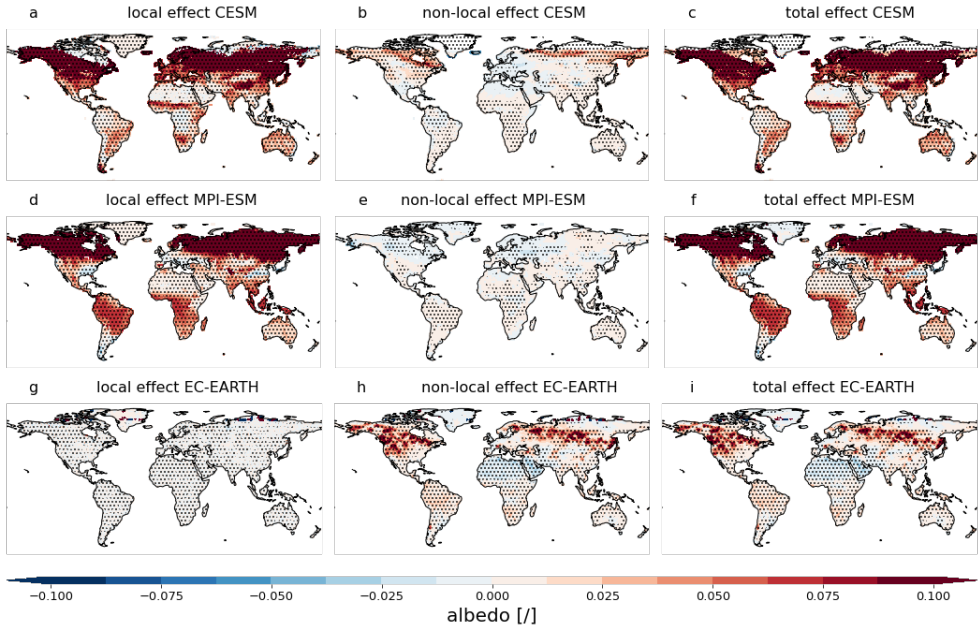 a local effect CESM
b non-local effect CESM
c total effect CESM
d local effect MPI-ESM
e non-local effect MPI-ESM
f total effect MPI-ESM
g local effect EC-EARTH
h non-local effect EC-EARTH
i total effect EC-EARTH
−0.100 −0.075 −0.050 −0.025 0.000 0.025 0.050 0.075 0.100
albedo [/]